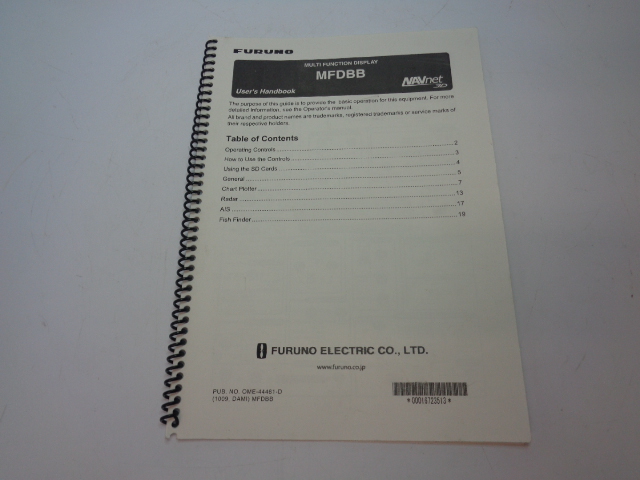 FURUNO
MULTI FUNCTION DISPLAY
MFDBB
User's Handbook
NAVnet 3D
The purpose of this guide is to provide the basic operation for this equipment. For more
detailed information, see the Operator's manual.
All brand and product names are trademarks, registered trademarks or service marks of
their respective holders.
Table of Contents
Operating Controls ... 2
How to Use the Controls ... 3
Using the SD Cards ... 4
General ... 5
Chart Plotter ... 7
Radar ... 13
AIS ... 17
Fish Finder ... 19
FURUNO ELECTRIC CO., LTD.
www.furuno.co.jp
PUB. NO. OME-44461-D
(1009, DAMI) MFDBB